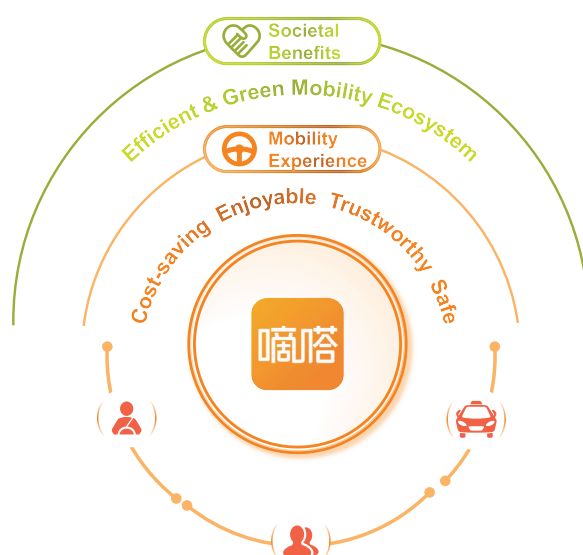 Societal
Benefits
Efficient & Green Mobility Ecosystem
Mobility
Experience
Cost-saving Enjoyable Trustworthy Safe
嘀嗒